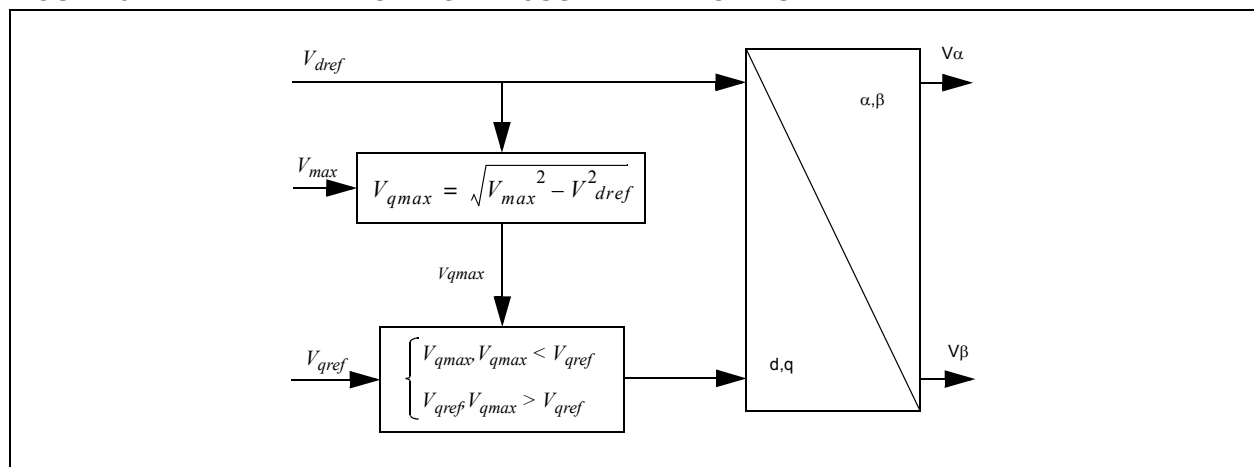 V_dref
Vα
α,β
V_max
V_qmax = √(V_max² − V²_dref)
Vqmax
V_qref
V_qmax, V_qmax < V_qref
V_qref, V_qmax > V_qref
d,q
Vβ